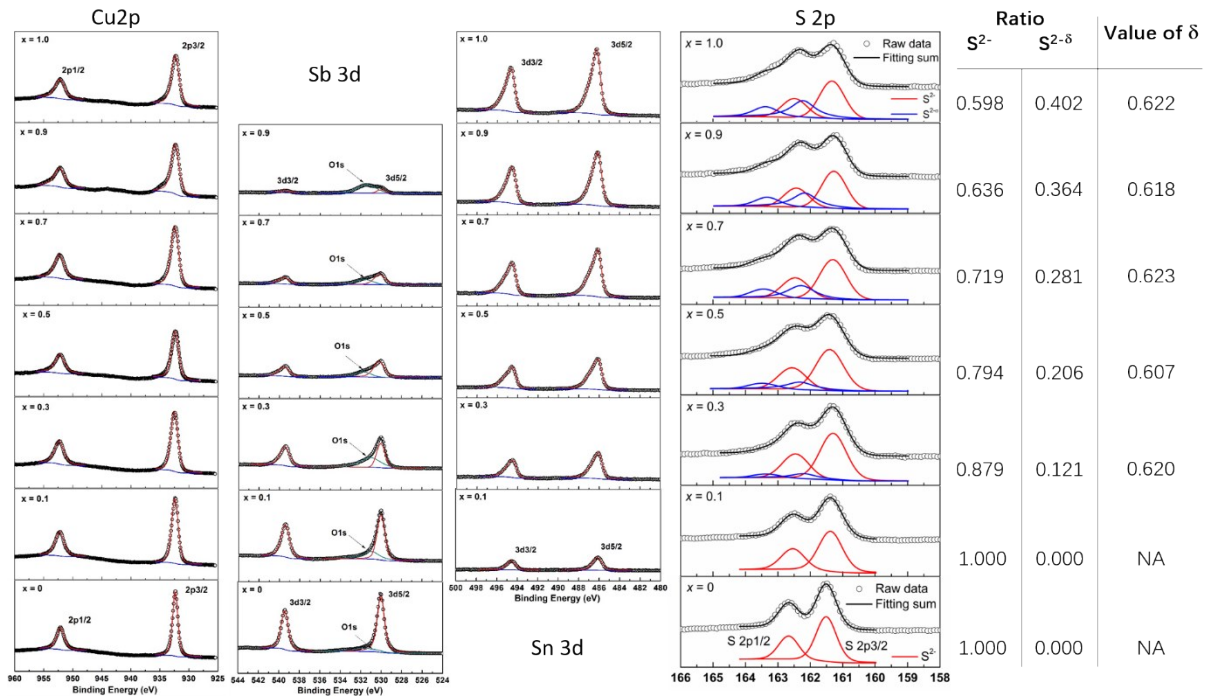 Cu2p
x = 1.0
2p1/2
2p3/2
x = 0.9
x = 0.7
x = 0.5
x = 0.3
x = 0.1
x = 0
2p1/2
2p3/2
960 955 950 945 940 935 930 925
Binding Energy (eV)
Sb 3d
x = 0.9
3d3/2
O1s
3d5/2
x = 0.7
O1s
x = 0.5
O1s
x = 0.3
O1s
x = 0.1
O1s
x = 0
3d3/2
O1s
3d5/2
544 542 540 538 536 534 532 530 528 526 524
Binding Energy (eV)
x = 1.0
3d3/2
3d5/2
x = 0.9
x = 0.7
x = 0.5
x = 0.3
x = 0.1
3d3/2
3d5/2
500 498 496 494 492 490 488 486 484 482 480
Binding Energy (eV)
Sn 3d
S 2p
x = 1.0
Raw data
Fitting sum
S2-
S2-δ
x = 0.9
x = 0.7
x = 0.5
x = 0.3
x = 0.1
x = 0
Raw data
Fitting sum
S 2p1/2
S 2p3/2
S2-
166 165 164 163 162 161 160 159 158
Binding Energy (eV)
Ratio
S2- S2-δ Value of δ
0.598 0.402 0.622
0.636 0.364 0.618
0.719 0.281 0.623
0.794 0.206 0.607
0.879 0.121 0.620
1.000 0.000 NA
1.000 0.000 NA